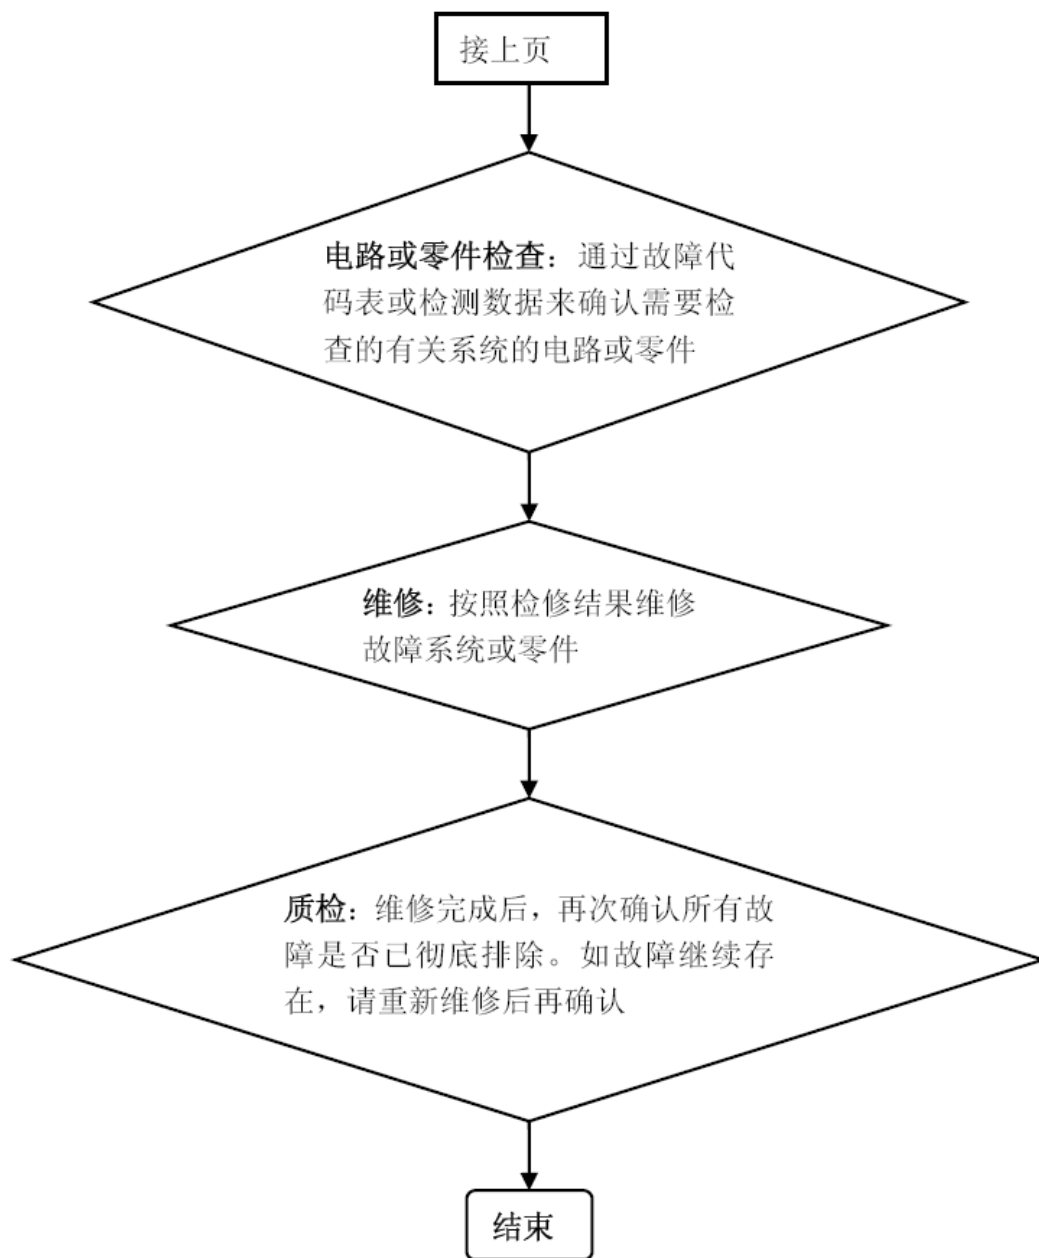 接上页
电路或零件检查：通过故障代
码表或检测数据来确认需要检
查的有关系统的电路或零件
维修：按照检修结果维修
故障系统或零件
质检：维修完成后，再次确认所有故
障是否已彻底排除。如故障继续存
在，请重新维修后再确认
结束